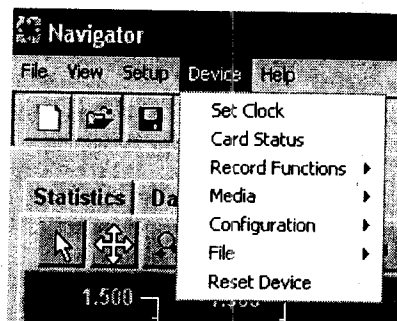 Navigator
File View Setup Device Help
Set Clock
Card Status
Record Functions
Media
Configuration
File
Reset Device
Statistics Da
1.500